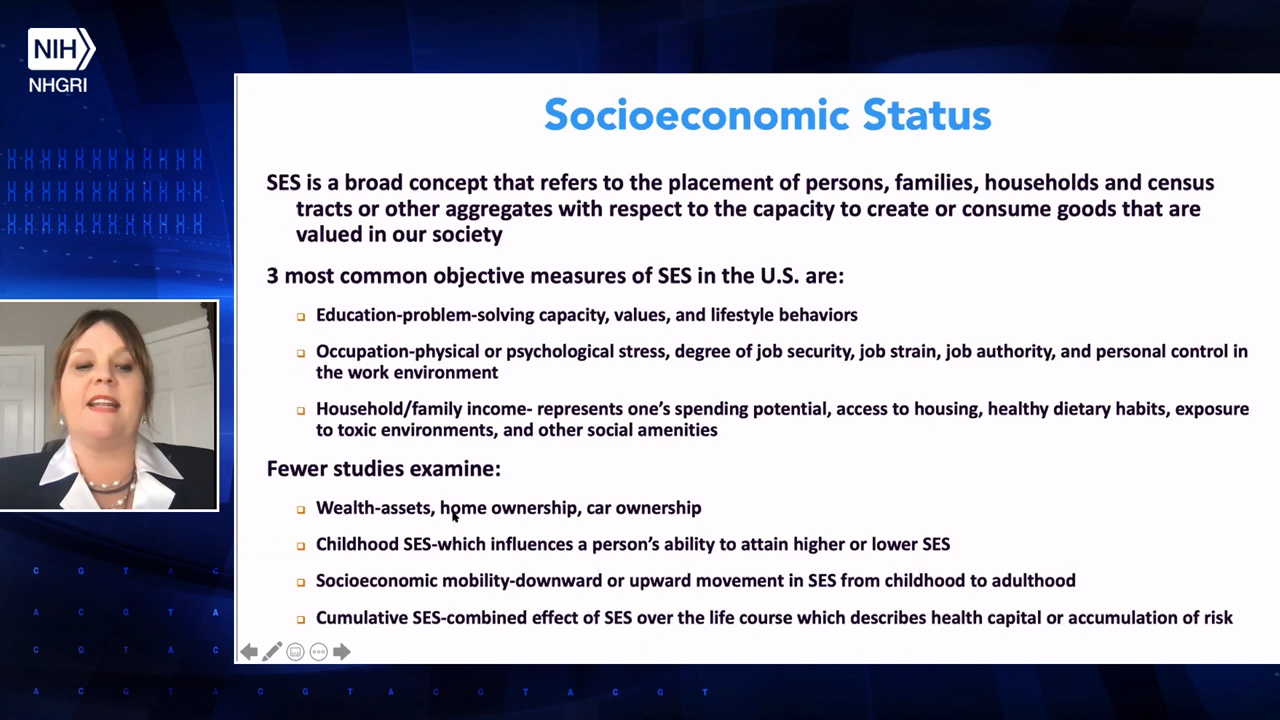 NIH
NHGRI
Socioeconomic Status
SES is a broad concept that refers to the placement of persons, families, households and census
tracts or other aggregates with respect to the capacity to create or consume goods that are
valued in our society
3 most common objective measures of SES in the U.S. are:
Education-problem-solving capacity, values, and lifestyle behaviors
Occupation-physical or psychological stress, degree of job security, job strain, job authority, and personal control in
the work environment
Household/family income- represents one’s spending potential, access to housing, healthy dietary habits, exposure
to toxic environments, and other social amenities
Fewer studies examine:
Wealth-assets, home ownership, car ownership
Childhood SES-which influences a person’s ability to attain higher or lower SES
Socioeconomic mobility-downward or upward movement in SES from childhood to adulthood
Cumulative SES-combined effect of SES over the life course which describes health capital or accumulation of risk
C G T A C
A C G T A
C G T A C
A C G T A C G T A C G T A C G T